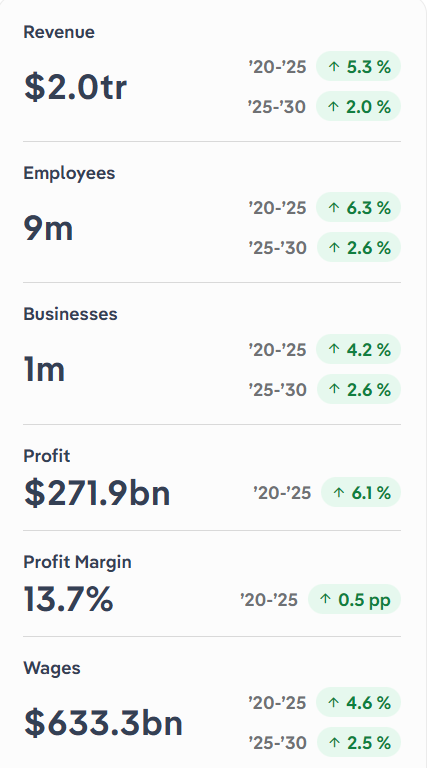 Revenue
$2.0tr
’20-’25 ↑ 5.3 %
’25-’30 ↑ 2.0 %
Employees
9m
’20-’25 ↑ 6.3 %
’25-’30 ↑ 2.6 %
Businesses
1m
’20-’25 ↑ 4.2 %
’25-’30 ↑ 2.6 %
Profit
$271.9bn
’20-’25 ↑ 6.1 %
Profit Margin
13.7%
’20-’25 ↑ 0.5 pp
Wages
$633.3bn
’20-’25 ↑ 4.6 %
’25-’30 ↑ 2.5 %